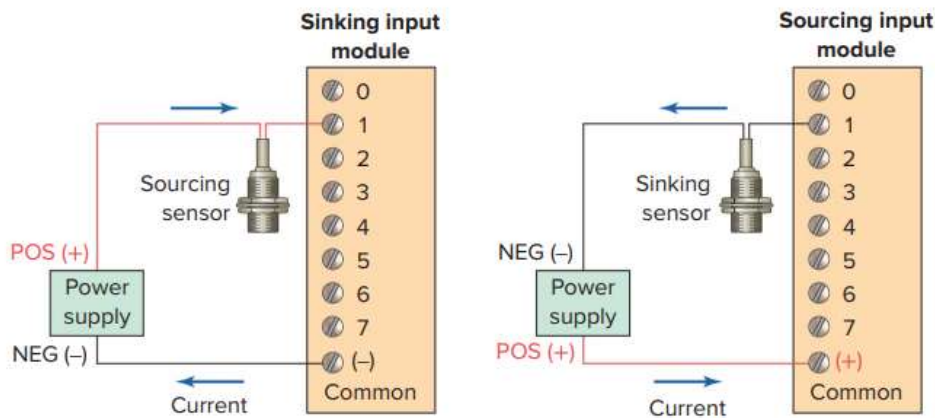 Sinking input
module
0
1
2
3
4
5
6
7
(–)
Common
Sourcing
sensor
POS (+)
Power
supply
NEG (–)
Current
Sourcing input
module
0
1
2
3
4
5
6
7
(+)
Common
Sinking
sensor
NEG (–)
Power
supply
POS (+)
Current